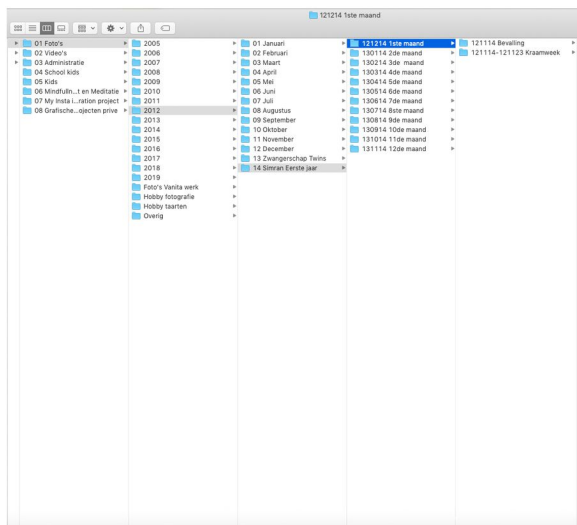 121214 1ste maand
01 Foto's
02 Video's
03 Administratie
04 School kids
05 Kids
06 Mindfulln...t en Meditatie
07 My Insta i...ration project
08 Grafische...ojecten prive
2005
2006
2007
2008
2009
2010
2011
2012
2013
2014
2015
2016
2017
2018
2019
Foto's Vanita werk
Hobby fotografie
Hobby taarten
Overig
01 Januari
02 Februari
03 Maart
04 April
05 Mei
06 Juni
07 Juli
08 Augustus
09 September
10 Oktober
11 November
12 December
13 Zwangerschap Twins
14 Simran Eerste jaar
121214 1ste maand
130114 2de maand
130214 3de maand
130314 4de maand
130414 5de maand
130514 6de maand
130614 7de maand
130714 8ste maand
130814 9de maand
130914 10de maand
131014 11de maand
131114 12de maand
121114 Bevalling
121114-121123 Kraamweek